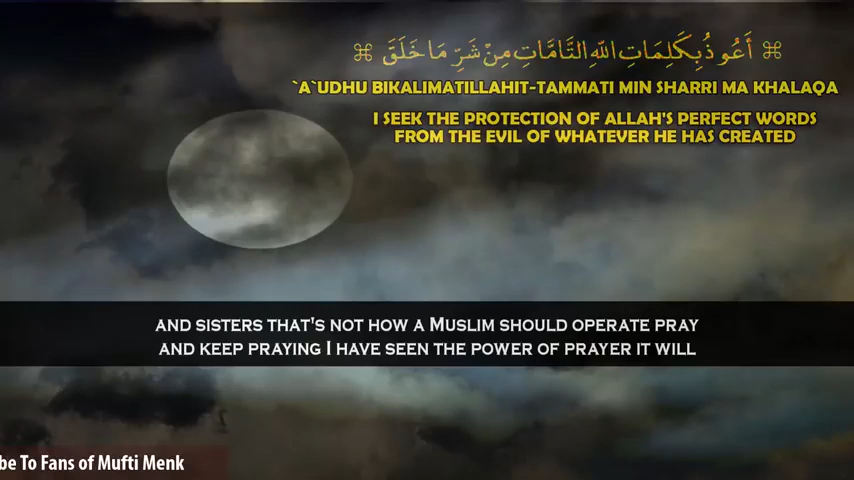 ⌘ أَعُوذُ بِكَلِمَاتِ اللَّهِ التَّامَّاتِ مِنْ شَرِّ مَا خَلَقَ ⌘
`A`UDHU BIKALIMATILLAHIT-TAMMATI MIN SHARRI MA KHALAQA
I SEEK THE PROTECTION OF ALLAH'S PERFECT WORDS
FROM THE EVIL OF WHATEVER HE HAS CREATED
AND SISTERS THAT'S NOT HOW A MUSLIM SHOULD OPERATE PRAY
AND KEEP PRAYING I HAVE SEEN THE POWER OF PRAYER IT WILL
be To Fans of Mufti Menk